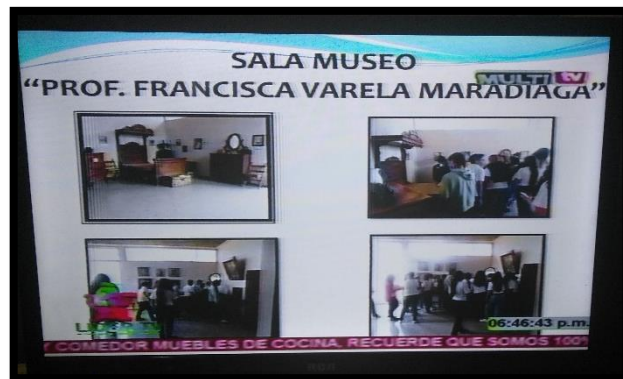 SALA MUSEO
MULTI tv
“PROF. FRANCISCA VARELA MARADIAGA”
06:46:43 p.m.
Y COMEDOR MUEBLES DE COCINA, RECUERDE QUE SOMOS 100%
RCA